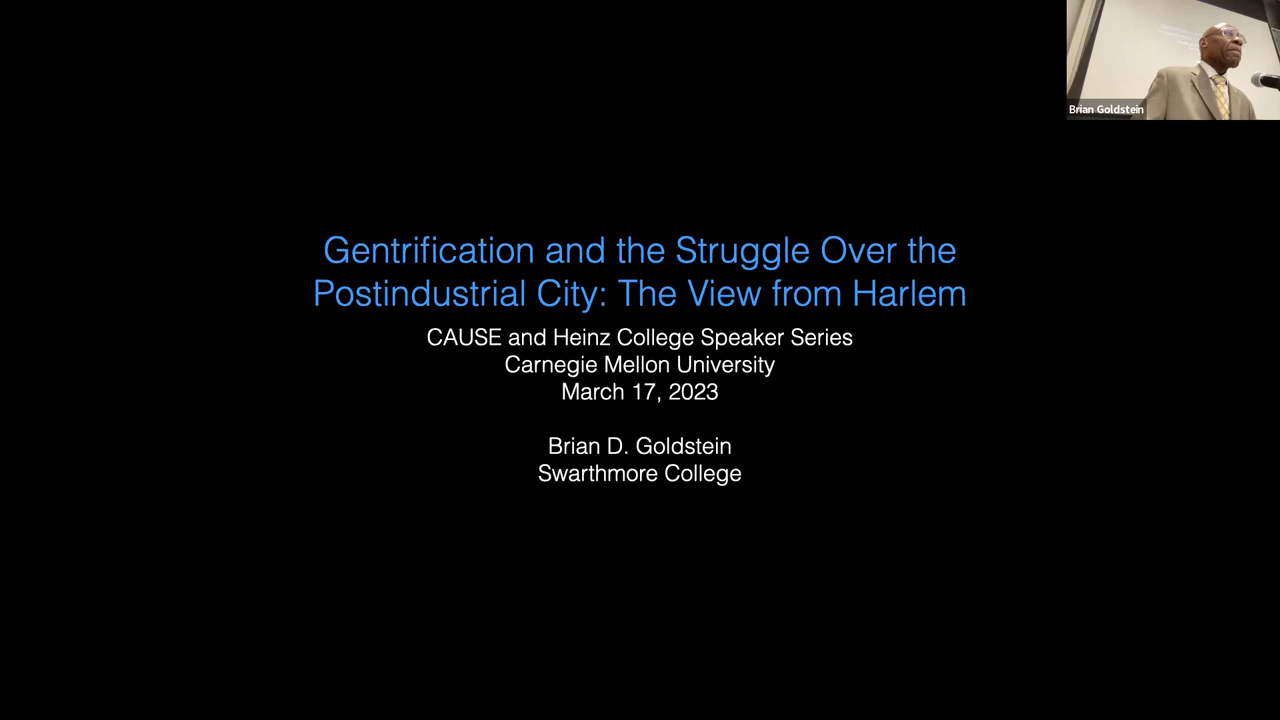 Brian Goldstein
Gentrification and the Struggle Over the
Postindustrial City: The View from Harlem
CAUSE and Heinz College Speaker Series
Carnegie Mellon University
March 17, 2023
Brian D. Goldstein
Swarthmore College